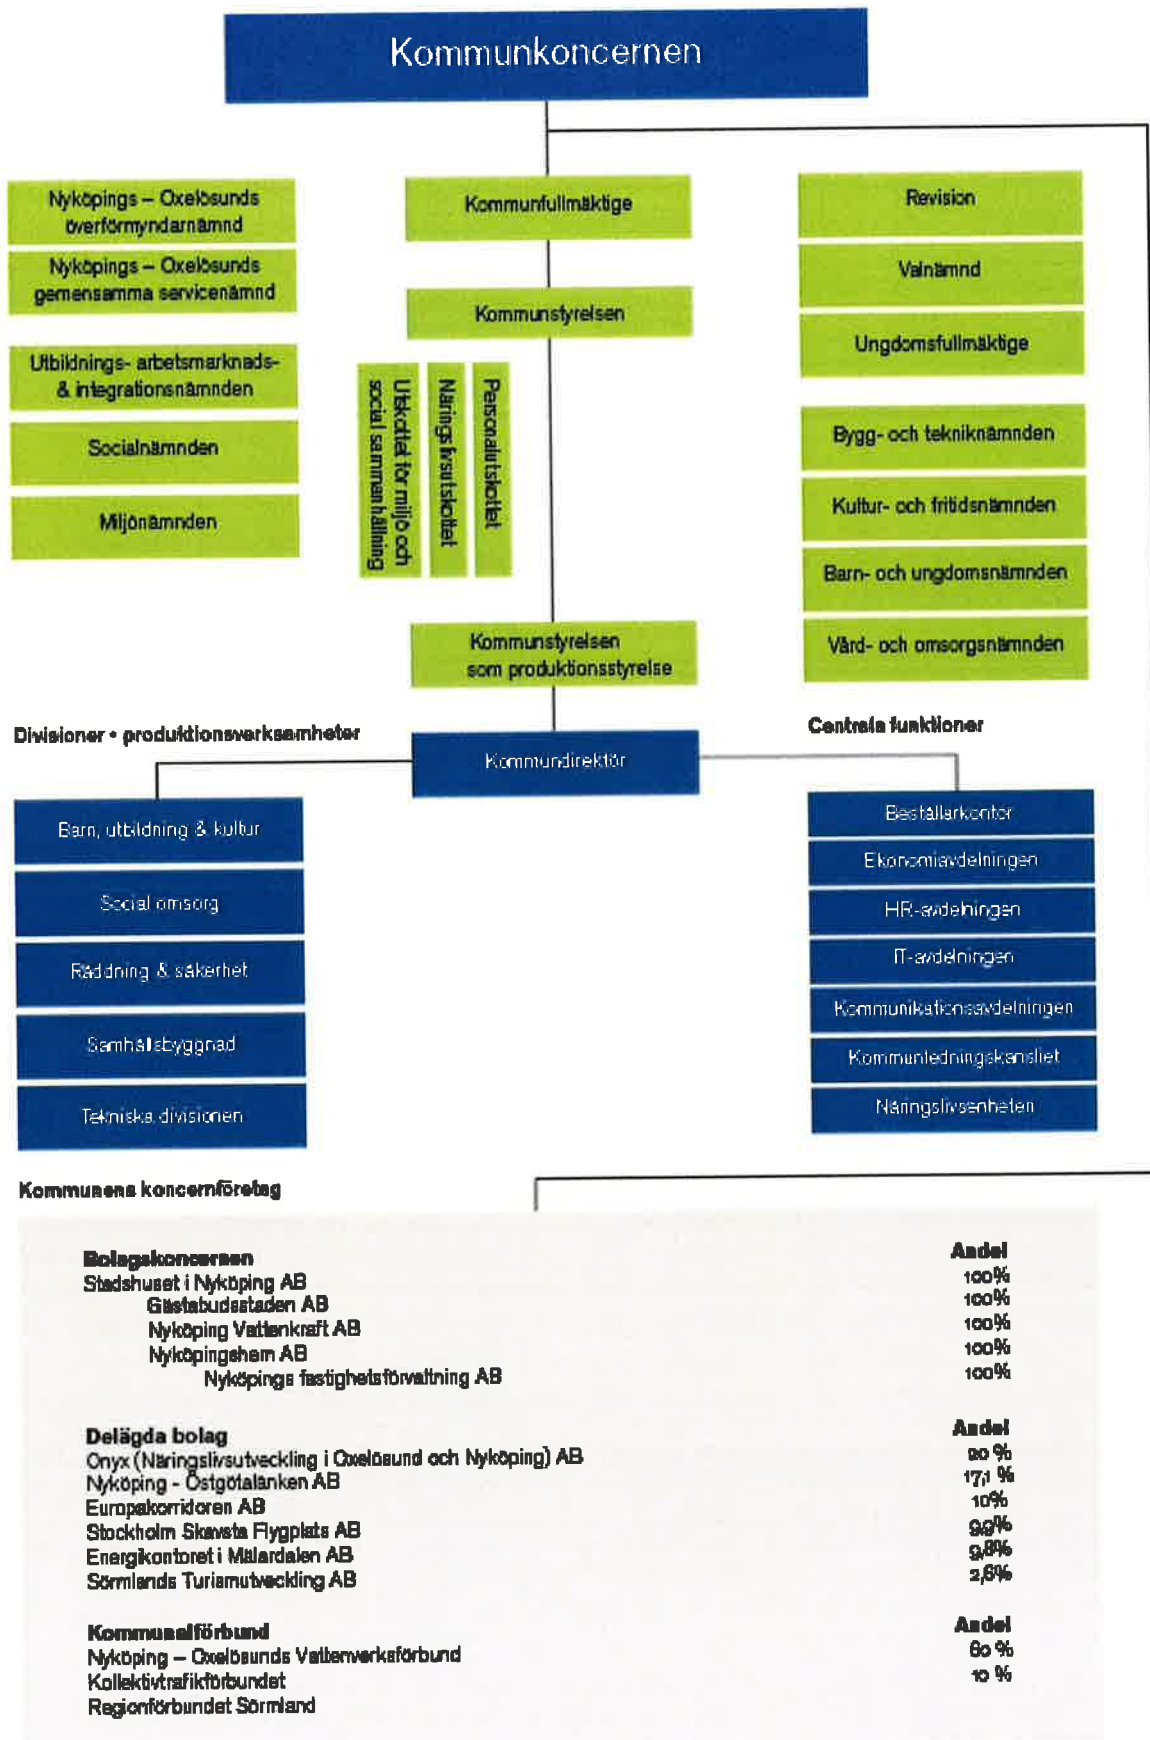 Kommunkoncernen
Nyköpings – Oxelösunds
överförmyndarnämnd
Nyköpings – Oxelösunds
gemensamma servicenämnd
Utbildnings- arbetsmarknads-
& integrationsnämnden
Socialnämnden
Miljönämnden
Kommunfullmäktige
Kommunstyrelsen
Utskottet för miljö och
social sammanhållning
Näringslivsutskottet
Personalutskottet
Kommunstyrelsen
som produktionsstyrelse
Revision
Valnämnd
Ungdomsfullmäktige
Bygg- och tekniknämnden
Kultur- och fritidsnämnden
Barn- och ungdomsnämnden
Vård- och omsorgsnämnden
Divisioner • produktionsverksamheter
Kommundirektör
Centrala funktioner
Barn, utbildning & kultur
Social omsorg
Räddning & säkerhet
Samhällsbyggnad
Tekniska divisionen
Beställarkontor
Ekonomiavdelningen
HR-avdelningen
IT-avdelningen
Kommunikationsavdelningen
Kommunledningskansliet
Näringslivsenheten
Kommunens koncernföretag
Bolagskoncernen Andel
Stadshuset i Nyköping AB 100%
Gästabudsstaden AB 100%
Nyköping Vattenkraft AB 100%
Nyköpingshem AB 100%
Nyköpings fastighetsförvaltning AB 100%
Delägda bolag Andel
Onyx (Näringslivsutveckling i Oxelösund och Nyköping) AB 20 %
Nyköping - Östgötalänken AB 17,1 %
Europakorridoren AB 10%
Stockholm Skavsta Flygplats AB 9,9%
Energikontoret i Mälardalen AB 9,8%
Sörmlands Turismutveckling AB 2,6%
Kommunalförbund Andel
Nyköping – Oxelösunds Vattenverksförbund 60 %
Kollektivtrafikförbundet 10 %
Regionförbundet Sörmland